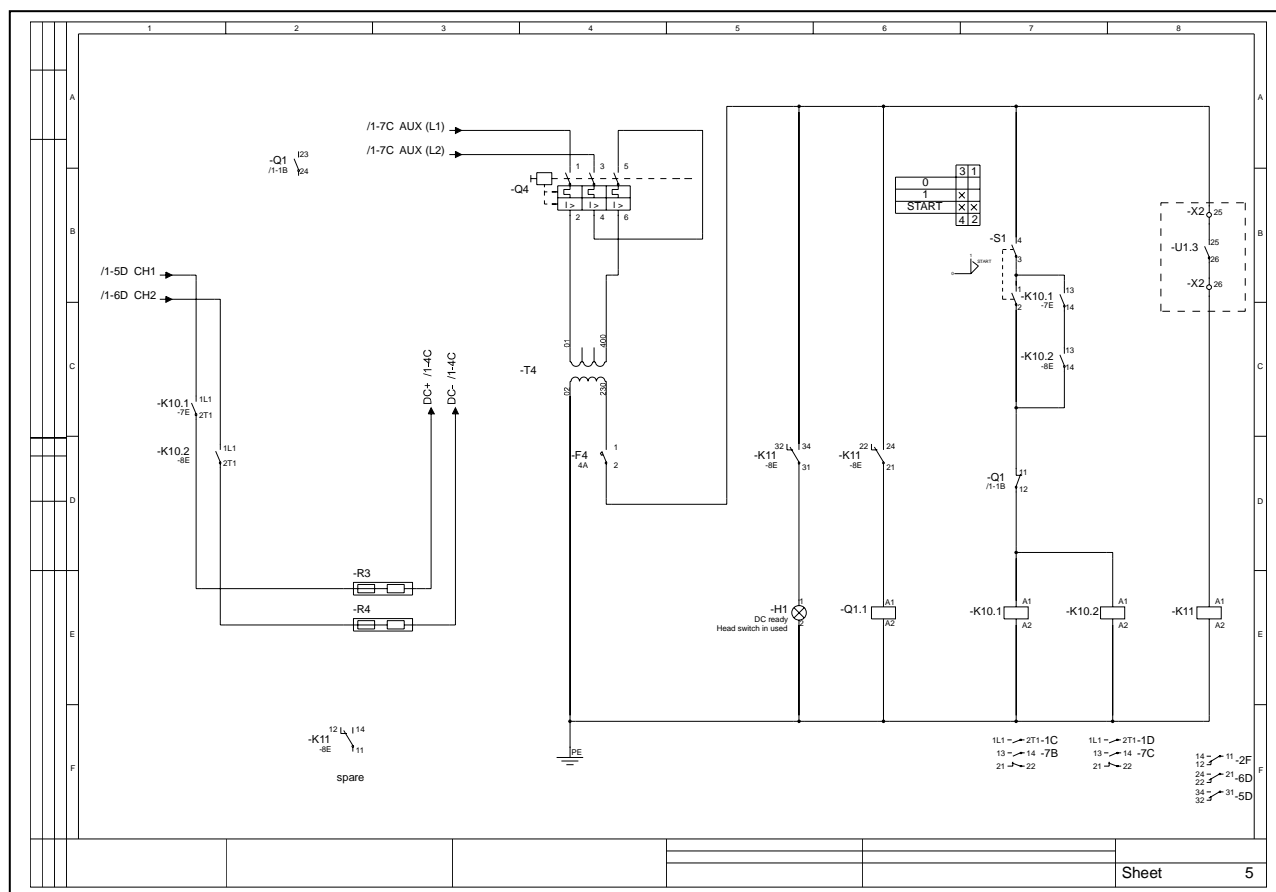 1 2 3 4 5 6 7 8
A A
/1-7C AUX (L1)
/1-7C AUX (L2)
-Q1
/1-1B
23
24
-Q4
1 3 5
I> I> I>
2 4 6
3 1
0
1 ×
START × ×
4 2
B B
-S1
4
3
1
0
START
1
2
-K10.1
-7E
13
14
-K10.2
-8E
13
14
-X2 25
-U1.3
25
26
-X2 26
/1-5D CH1
/1-6D CH2
C C
DC+ /1-4C
DC- /1-4C
-T4
01
400
02
230
-K10.1
-7E
1L1
2T1
-K10.2
-8E
1L1
2T1
-F4
4A
1
2
-K11
-8E
32 34
31
-K11
-8E
22 24
21
-Q1
/1-1B
11
12
D D
-R3
-R4
-H1
DC ready
Head switch in used
1
2
-Q1.1
A1
A2
-K10.1
A1
A2
-K10.2
A1
A2
-K11
A1
A2
E E
-K11
-8E
12 14
11
spare
PE
1L1 2T1 -1C
13 14 -7B
21 22
1L1 2T1 -1D
13 14 -7C
21 22
14 11 -2F
12
24 21 -6D
22
34 31 -5D
32
F F
Sheet 5